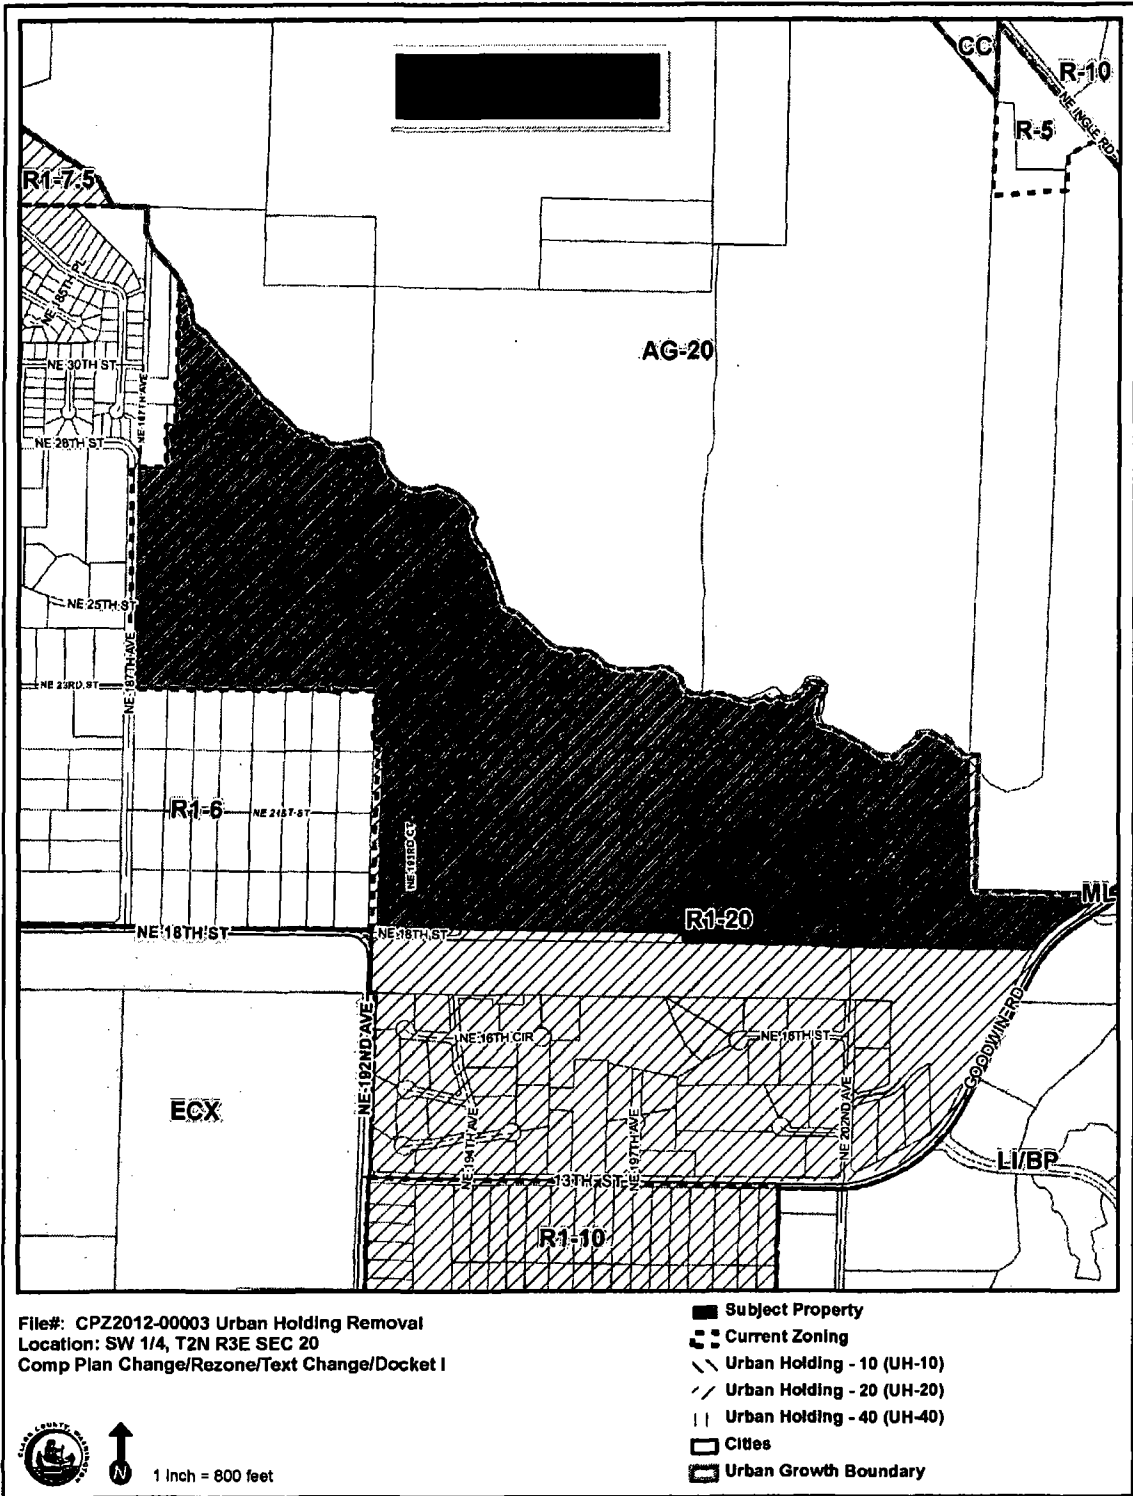 CC
R-10
NE INGLE RD
R-5
R1-7.5
NE 185TH PL
AG-20
NE 30TH ST
NE 187TH AVE
NE 28TH ST
NE 25TH ST
NE 187TH AVE
NE 23RD ST
R1-6
NE 21ST ST
NE 193RD CT
ML
R1-20
NE 18TH ST
NE 18TH ST
NE 192ND AVE
NE 16TH CIR
NE 16TH ST
GOODWIN RD
ECX
NE 194TH AVE
NE 197TH AVE
NE 202ND AVE
LI/BP
13TH ST
R1-10
File#: CPZ2012-00003 Urban Holding Removal
Location: SW 1/4, T2N R3E SEC 20
Comp Plan Change/Rezone/Text Change/Docket I
Subject Property
Current Zoning
Urban Holding - 10 (UH-10)
Urban Holding - 20 (UH-20)
Urban Holding - 40 (UH-40)
Cities
Urban Growth Boundary
CLARK COUNTY, WASHINGTON
N
1 inch = 800 feet